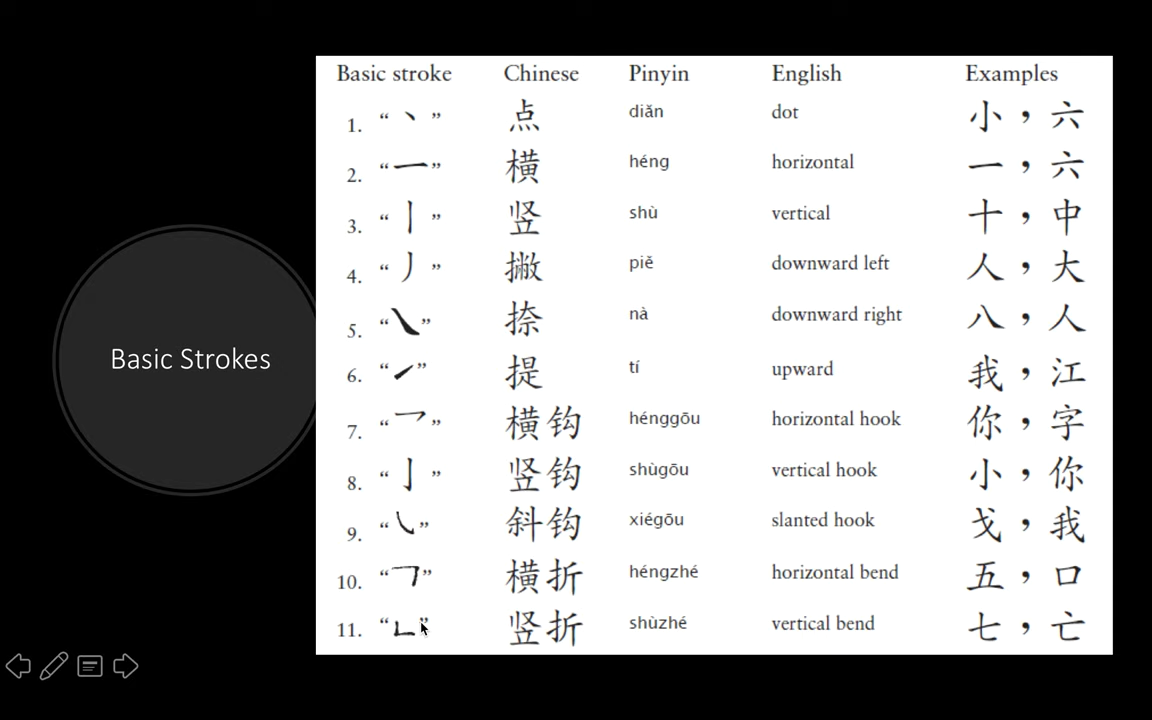 Basic Strokes
Basic stroke Chinese Pinyin English Examples
1. “丶” 点 diǎn dot 小，六
2. “一” 横 héng horizontal 一，六
3. “丨” 竖 shù vertical 十，中
4. “丿” 撇 piě downward left 人，大
5. “㇏” 捺 nà downward right 八，人
6. “㇀” 提 tí upward 我，江
7. “乛” 横钩 hénggōu horizontal hook 你，字
8. “亅” 竖钩 shùgōu vertical hook 小，你
9. “㇂” 斜钩 xiégōu slanted hook 戈，我
10. “𠃍” 横折 héngzhé horizontal bend 五，口
11. “𠃊” 竖折 shùzhé vertical bend 七，亡